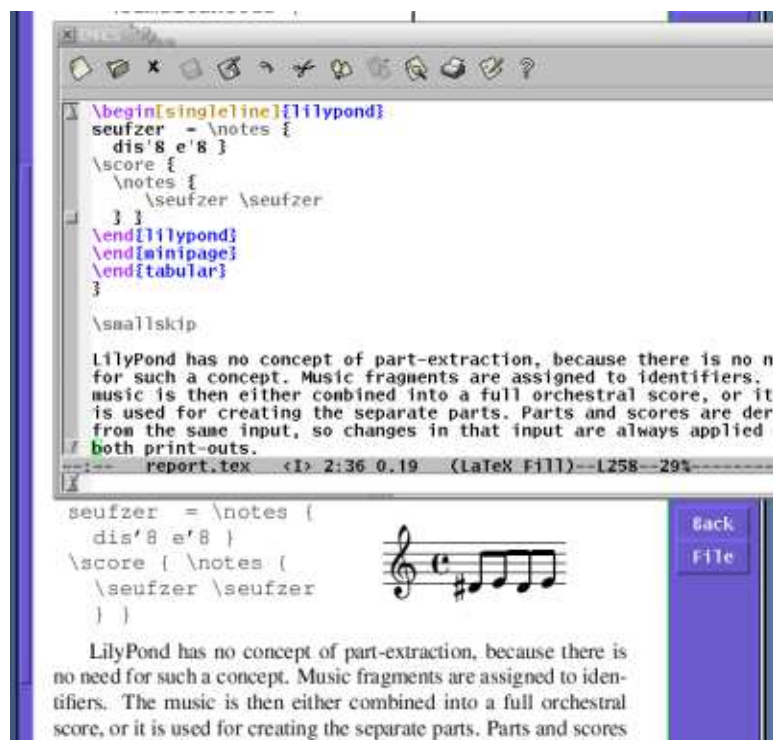 \begin[singleline]{lilypond}
seufzer = \notes {
dis'8 e'8 }
\score {
\notes {
\seufzer \seufzer
} }
\end{lilypond}
\end{minipage}
\end{tabular}
}
\smallskip
LilyPond has no concept of part-extraction, because there is no n
for such a concept. Music fragments are assigned to identifiers.
music is then either combined into a full orchestral score, or it
is used for creating the separate parts. Parts and scores are der
from the same input, so changes in that input are always applied
both print-outs.
--:-- report.tex <I> 2:36 0.19 (LaTeX Fill)--L258--29%--------
seufzer = \notes {
dis'8 e'8 }
\score { \notes {
\seufzer \seufzer
} }
Back
File
LilyPond has no concept of part-extraction, because there is
no need for such a concept. Music fragments are assigned to iden-
tifiers. The music is then either combined into a full orchestral
score, or it is used for creating the separate parts. Parts and scores